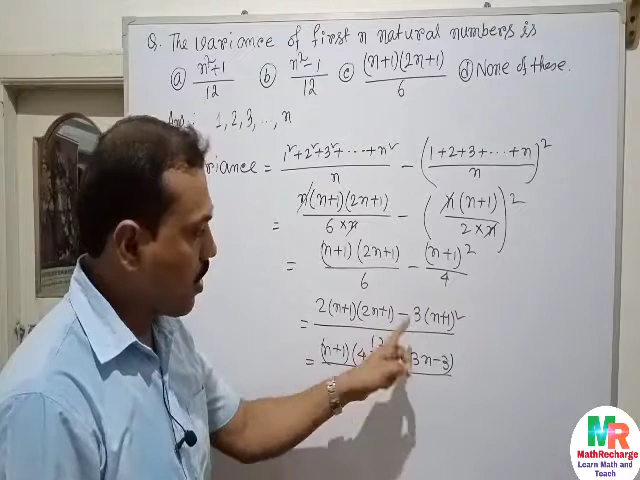 Q. The variance of first n natural numbers is
ⓐ n²+1/12 ⓑ n²-1/12 ⓒ (n+1)(2n+1)/6 ⓓ None of these.
1, 2, 3, ..., n
riance = 1²+2²+3²+....+n²/n - (1+2+3+....+n/n)²
= n(n+1)(2n+1)/6×n - (n(n+1)/2×n)²
= (n+1)(2n+1)/6 - (n+1)²/4
= 2(n+1)(2n+1)-3(n+1)²
= (n+1)(4 3n-3)
MR
MathRecharge
Learn Math and
Teach